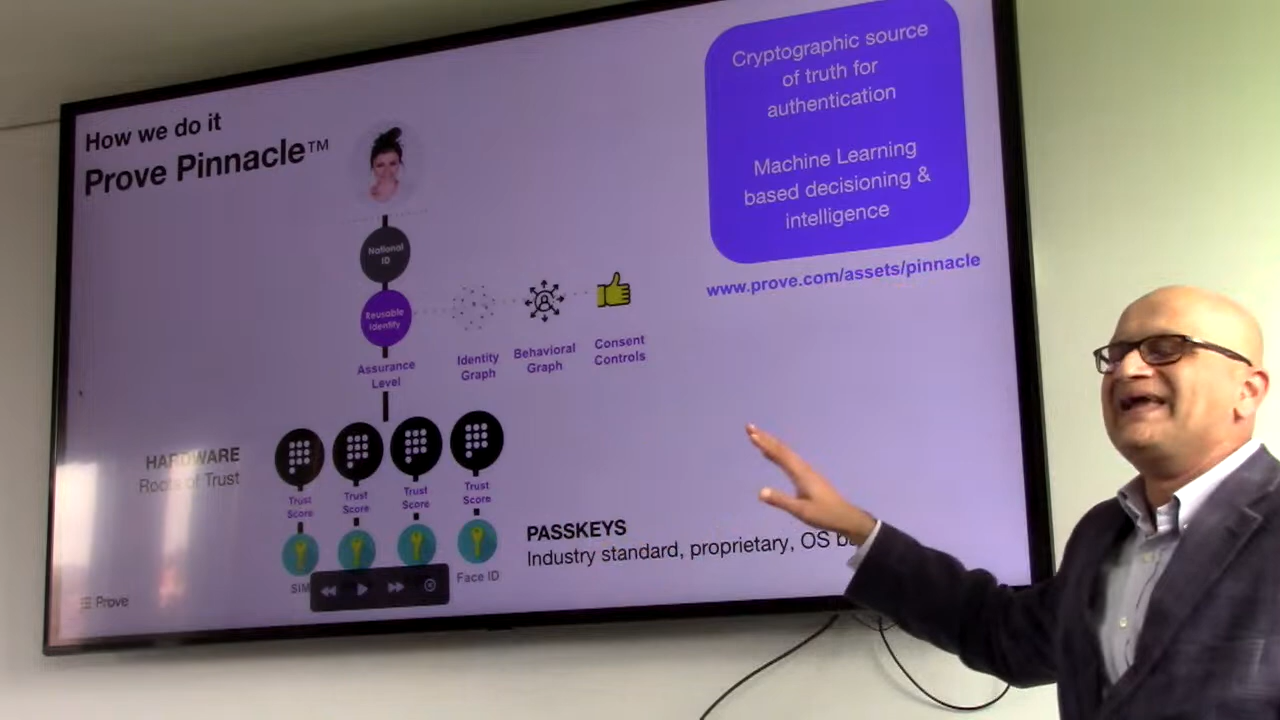 How we do it
Prove Pinnacle™
Cryptographic source
of truth for
authentication
Machine Learning
based decisioning &
intelligence
www.prove.com/assets/pinnacle
National
ID
Reusable
Identity
Assurance
Level
Identity
Graph
Behavioral
Graph
Consent
Controls
HARDWARE
Roots of Trust
Trust
Score
Trust
Score
Trust
Score
Trust
Score
PASSKEYS
Industry standard, proprietary, OS
SIM
Face ID
Prove